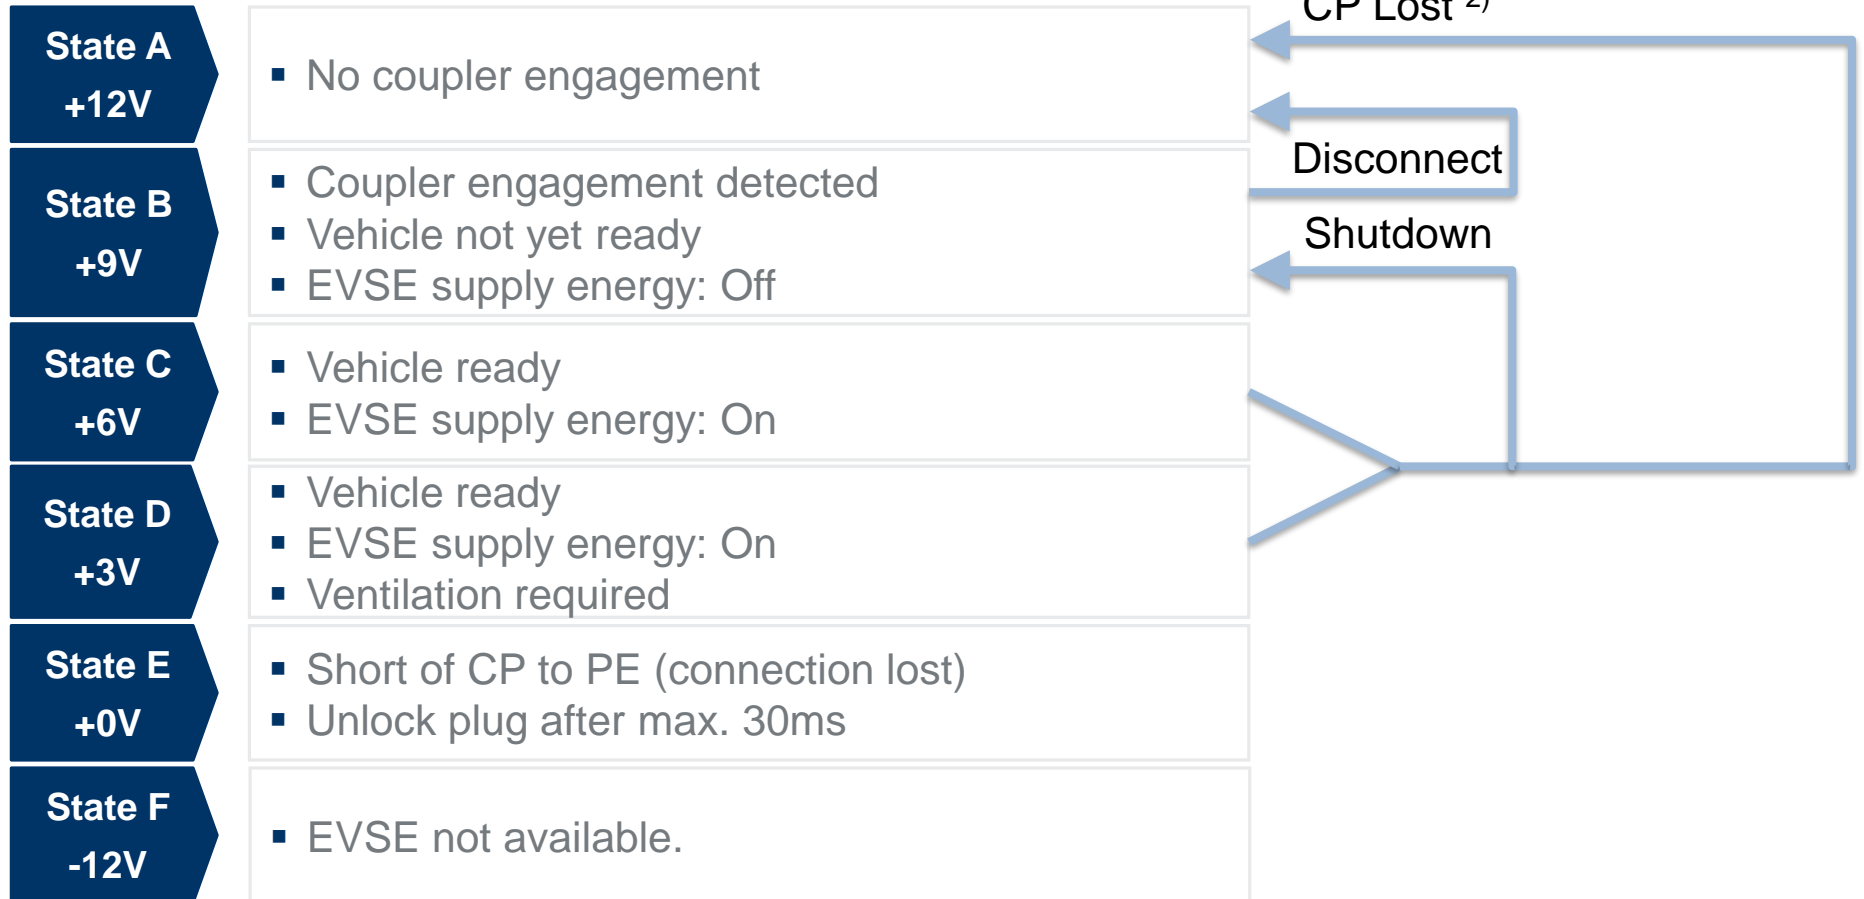 CP Lost 2)
State A
+12V
▪ No coupler engagement
Disconnect
State B
+9V
▪ Coupler engagement detected
▪ Vehicle not yet ready
▪ EVSE supply energy: Off
Shutdown
State C
+6V
▪ Vehicle ready
▪ EVSE supply energy: On
State D
+3V
▪ Vehicle ready
▪ EVSE supply energy: On
▪ Ventilation required
State E
+0V
▪ Short of CP to PE (connection lost)
▪ Unlock plug after max. 30ms
State F
-12V
▪ EVSE not available.